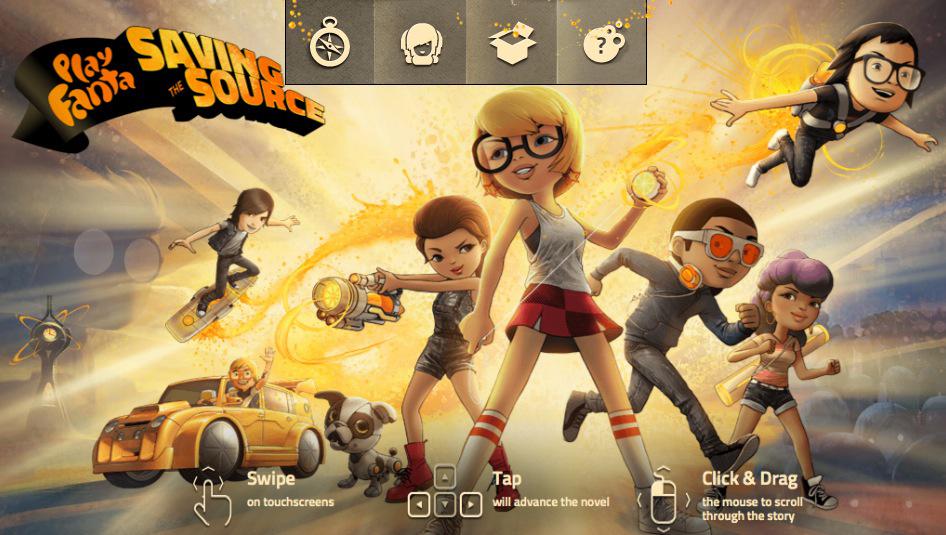 Play
Fanta
SAVING
THE SOURCE
?
Swipe
on touchscreens
Tap
will advance the novel
Click & Drag
the mouse to scroll
through the story